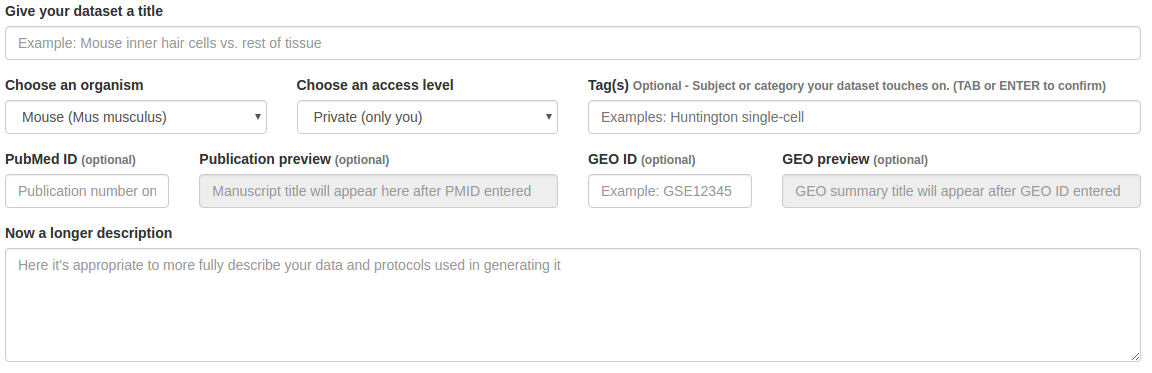 Give your dataset a title
Example: Mouse inner hair cells vs. rest of tissue
Choose an organism Choose an access level Tag(s) Optional - Subject or category your dataset touches on. (TAB or ENTER to confirm)
Mouse (Mus musculus) Private (only you) Examples: Huntington single-cell
PubMed ID (optional) Publication preview (optional) GEO ID (optional) GEO preview (optional)
Publication number on Manuscript title will appear here after PMID entered Example: GSE12345 GEO summary title will appear after GEO ID entered
Now a longer description
Here it's appropriate to more fully describe your data and protocols used in generating it